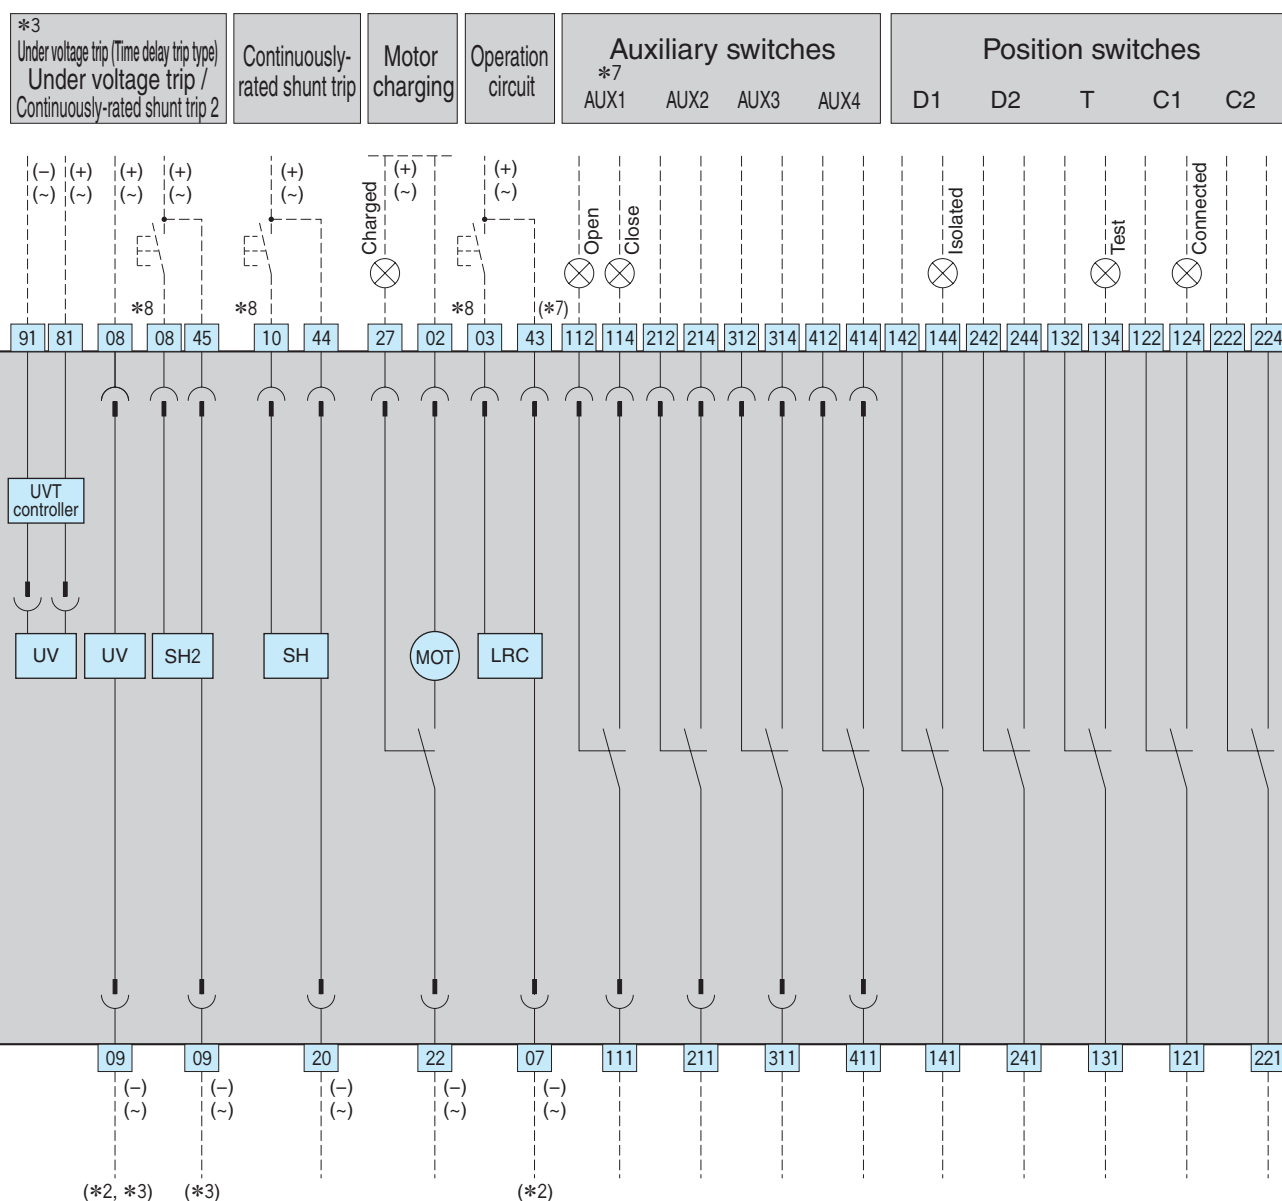 *3
Under voltage trip (Time delay trip type)
Under voltage trip /
Continuously-rated shunt trip 2
Continuously-
rated shunt trip
Motor
charging
Operation
circuit
Auxiliary switches
*7
AUX1 AUX2 AUX3 AUX4
Position switches
D1 D2 T C1 C2
(–) (+) (+) (+) (+) (+) (+)
(~) (~) (~) (~) (~) (~) (~)
Charged
Open
Close
Isolated
Test
Connected
*8 *8 *8 (*7)
91 81 08 08 45 10 44 27 02 03 43 112 114 212 214 312 314 412 414 142 144 242 244 132 134 122 124 222 224
UVT
controller
UV UV SH2 SH MOT LRC
09 09 20 22 07 111 211 311 411 141 241 131 121 221
(–) (–) (–) (–) (–)
(~) (~) (~) (~) (~)
(*2, *3) (*3) (*2)